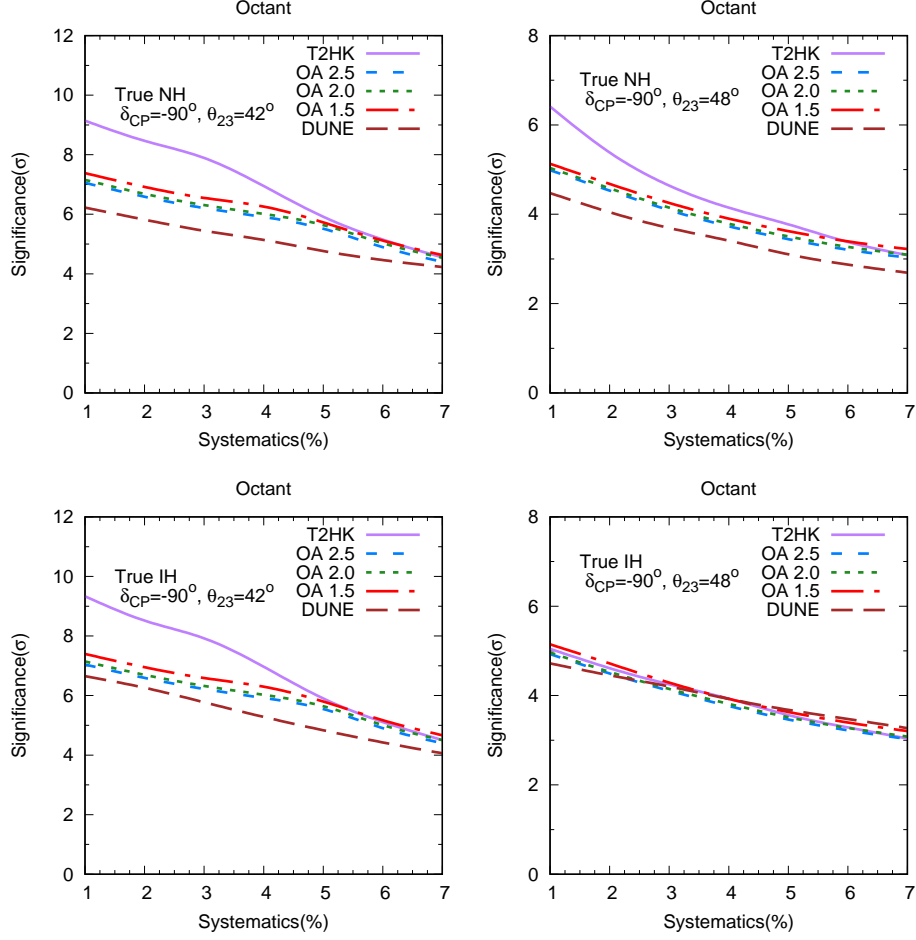 Octant
Significance(σ)
12
10
8
6
4
2
0
True NH
δCP=-90°, θ23=42°
T2HK
OA 2.5
OA 2.0
OA 1.5
DUNE
1 2 3 4 5 6 7
Systematics(%)
Octant
Significance(σ)
8
6
4
2
0
True NH
δCP=-90°, θ23=48°
T2HK
OA 2.5
OA 2.0
OA 1.5
DUNE
1 2 3 4 5 6 7
Systematics(%)
Octant
Significance(σ)
12
10
8
6
4
2
0
True IH
δCP=-90°, θ23=42°
T2HK
OA 2.5
OA 2.0
OA 1.5
DUNE
1 2 3 4 5 6 7
Systematics(%)
Octant
Significance(σ)
8
6
4
2
0
True IH
δCP=-90°, θ23=48°
T2HK
OA 2.5
OA 2.0
OA 1.5
DUNE
1 2 3 4 5 6 7
Systematics(%)